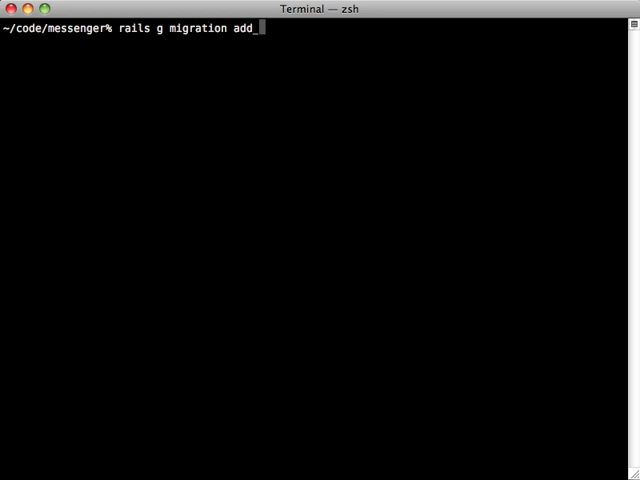 Terminal — zsh
~/code/messenger% rails g migration add_